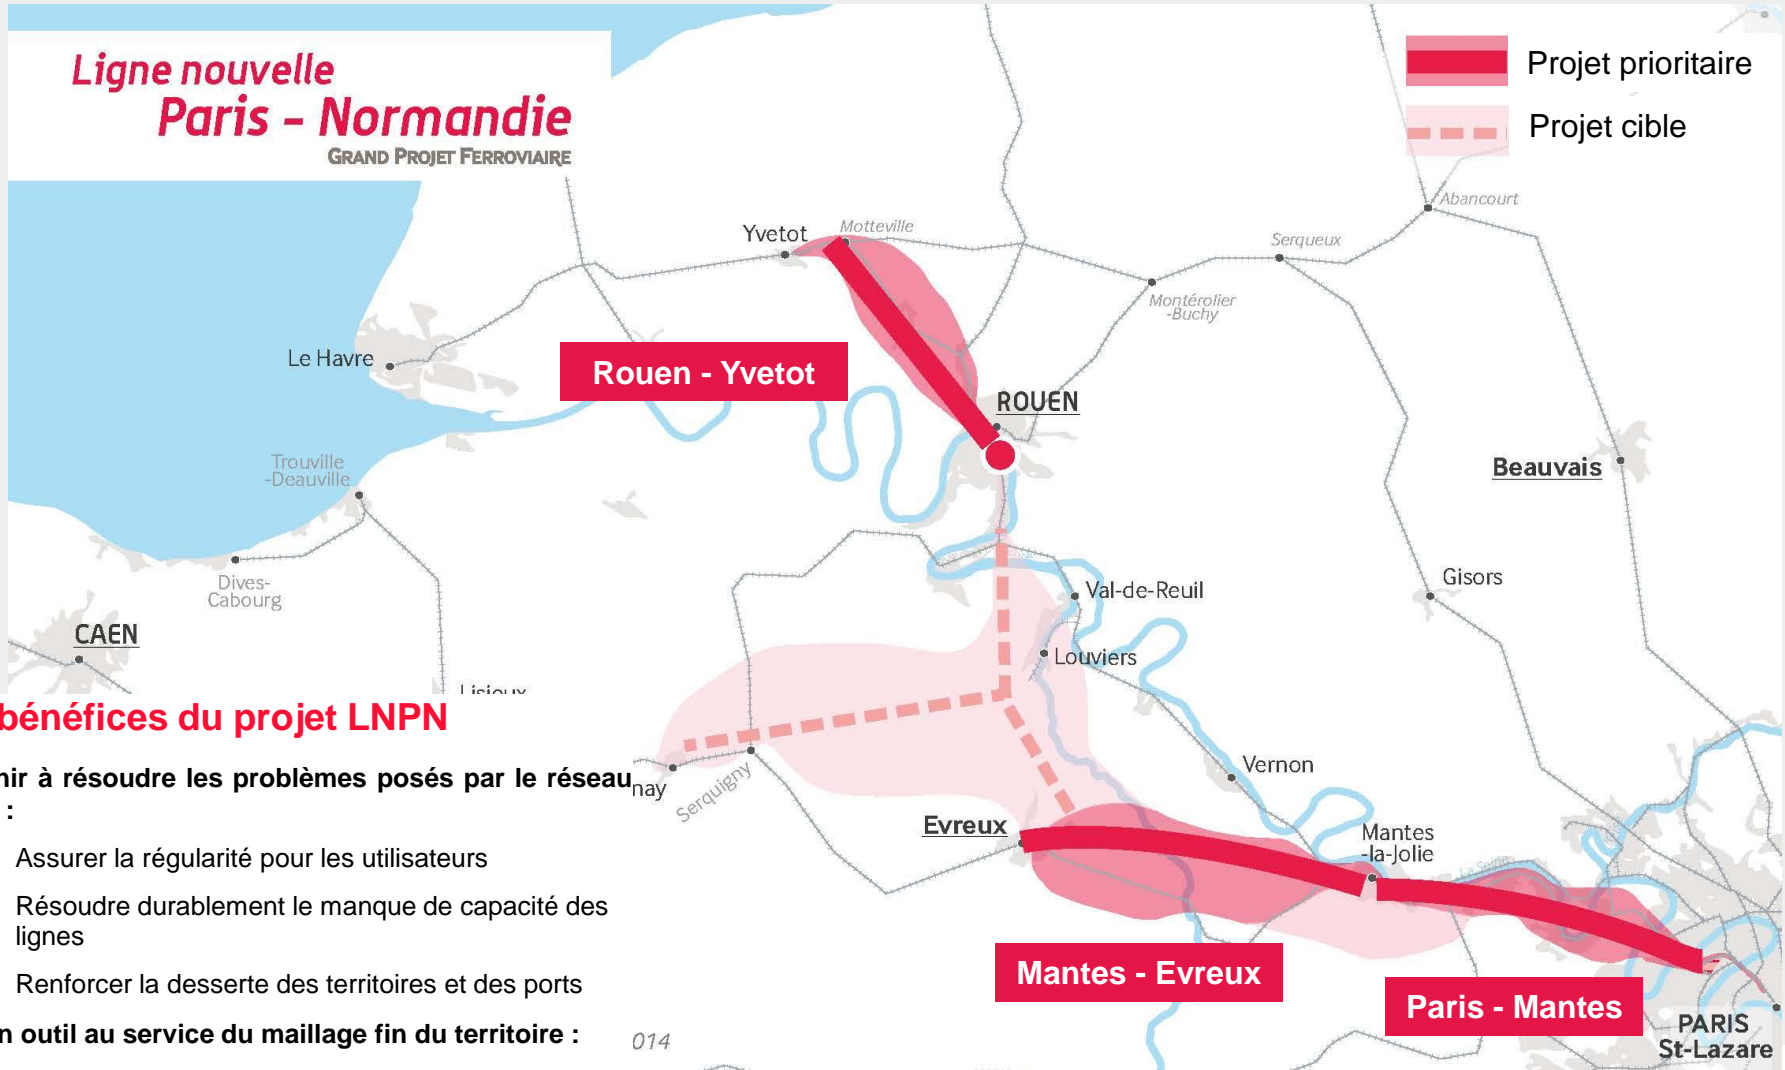 Ligne nouvelle
Paris – Normandie
GRAND PROJET FERROVIAIRE
Projet prioritaire
Projet cible
Abancourt
Motteville
Yvetot
Serqueux
Montérolier
-Buchy
Le Havre
Rouen - Yvetot
ROUEN
Trouville
-Deauville
Beauvais
Dives-
Cabourg
Gisors
Val-de-Reuil
CAEN
Louviers
Lisieux
bénéfices du projet LNPN
nir à résoudre les problèmes posés par le réseau
:
nay
Serquigny
Vernon
Evreux
Mantes
-la-Jolie
La Seine
Assurer la régularité pour les utilisateurs
Résoudre durablement le manque de capacité des
lignes
Renforcer la desserte des territoires et des ports
Mantes - Evreux
Paris - Mantes
n outil au service du maillage fin du territoire :
014
PARIS
St-Lazare